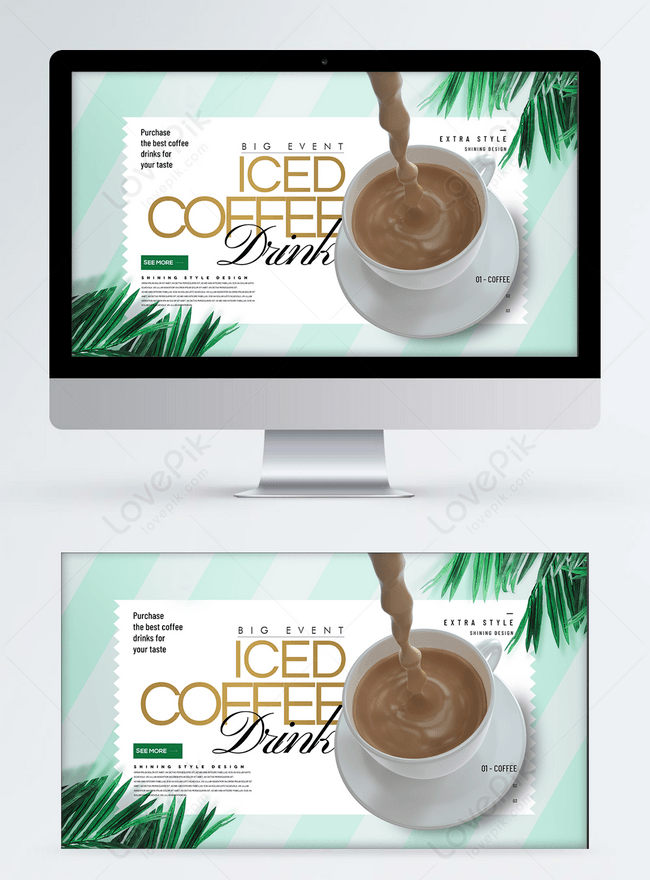 Purchase
the best coffee
drinks for
your taste
BIG EVENT
ICED
COFFEE
Drink
SEE MORE
SHINING STYLE DESIGN
EXTRA STYLE
SHINING DESIGN
01 - COFFEE
02
03
LovePik
lovepik.com
Purchase
the best coffee
drinks for
your taste
BIG EVENT
ICED
COFFEE
Drink
SEE MORE
SHINING STYLE DESIGN
EXTRA STYLE
SHINING DESIGN
01 - COFFEE
02
03